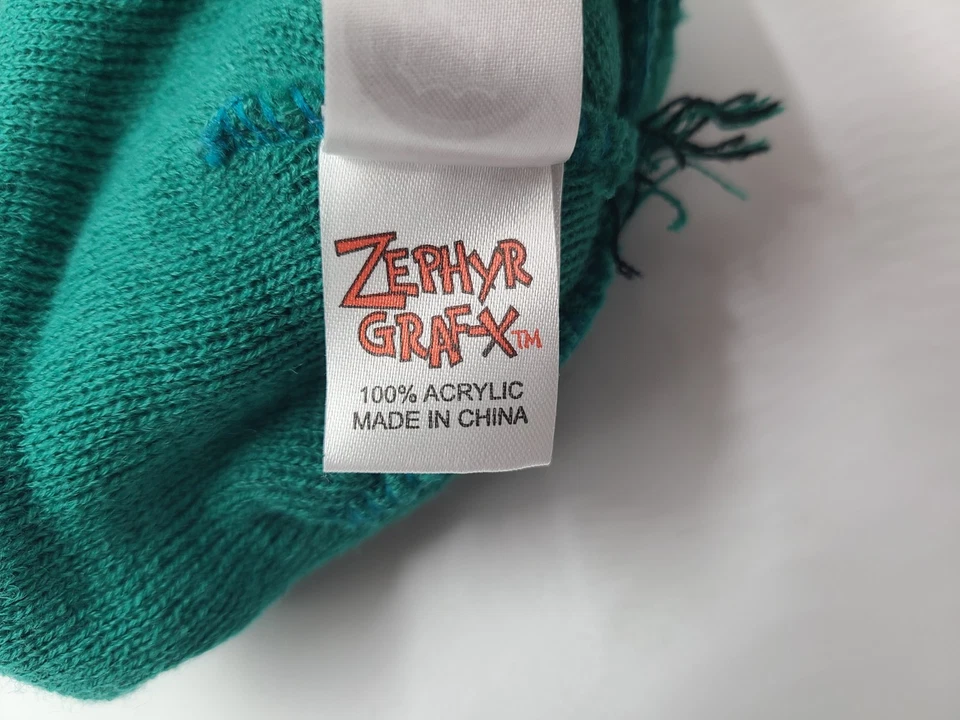 ZEPHYR
GRAF-X™
100% ACRYLIC
MADE IN CHINA